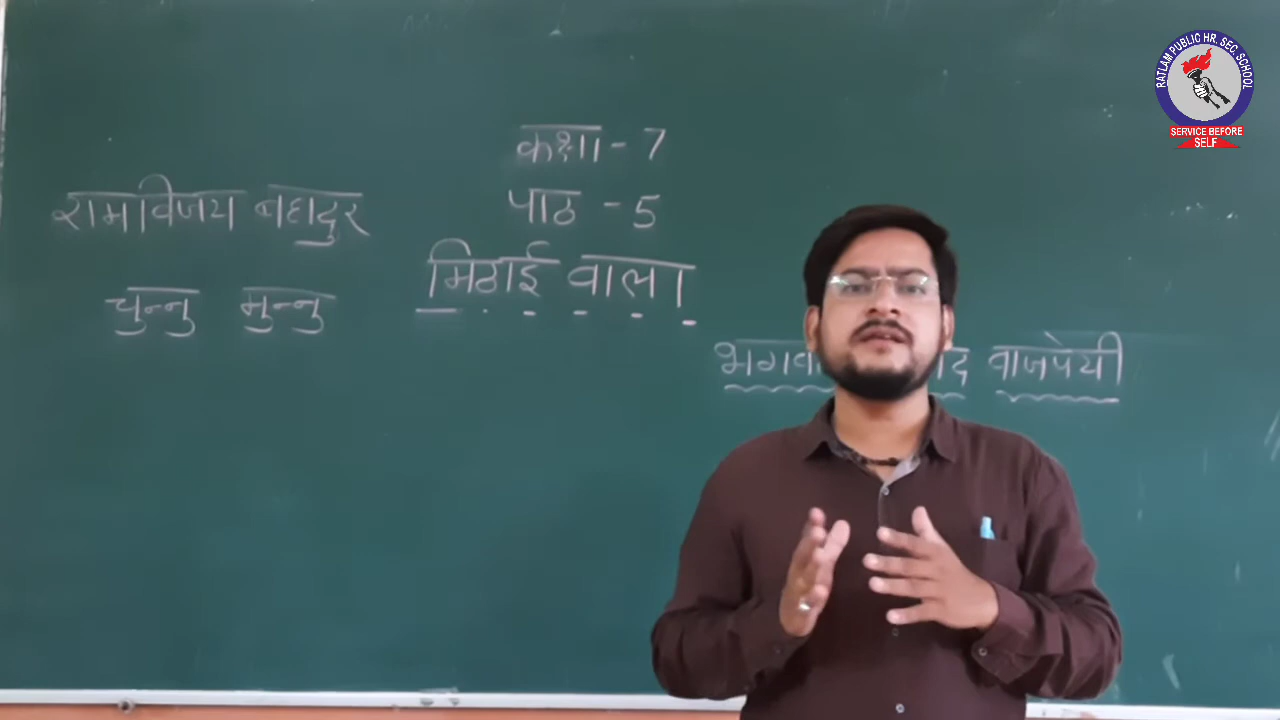 कक्षा - 7
पाठ - 5
मिठाई वाला
रामविजय बहादुर
चुन्नु मुन्नु
वाजपेयी
RATLAM PUBLIC HR. SEC. SCHOOL
SERVICE BEFORE
SELF